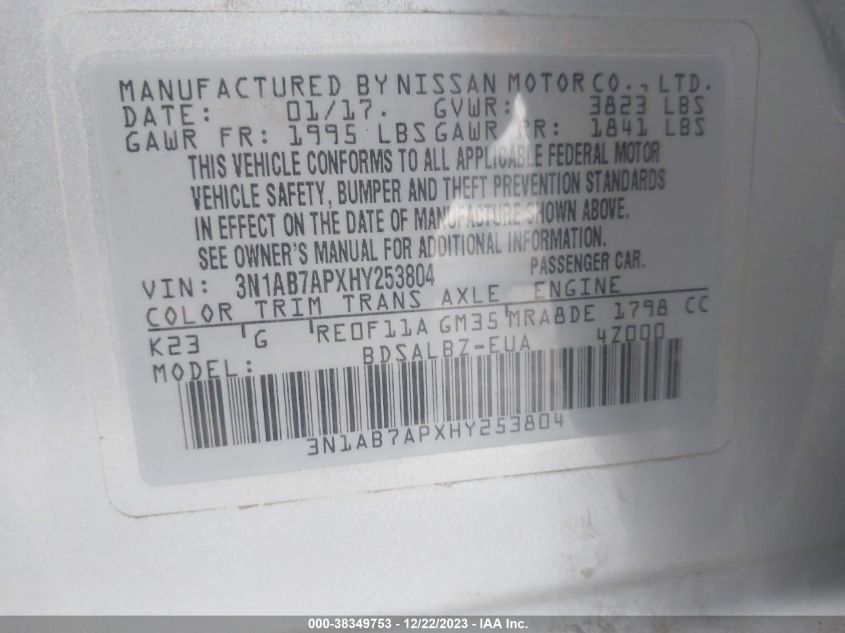 MANUFACTURED BY NISSAN MOTOR CO., LTD.
DATE: 01/17. GVWR: 3823 LBS
GAWR FR: 1995 LBS GAWR RR: 1841 LBS
THIS VEHICLE CONFORMS TO ALL APPLICABLE FEDERAL MOTOR
VEHICLE SAFETY, BUMPER AND THEFT PREVENTION STANDARDS
IN EFFECT ON THE DATE OF MANUFACTURE SHOWN ABOVE.
SEE OWNER'S MANUAL FOR ADDITIONAL INFORMATION.
VIN: 3N1AB7APXHY253804 PASSENGER CAR.
COLOR TRIM TRANS AXLE ENGINE
K23 G RE0F11A GM35 MRA8DE 1798 CC
MODEL: BDSALBZ-EUA 4Z000
3N1AB7APXHY253804
000-38349753 - 12/22/2023 - IAA Inc.